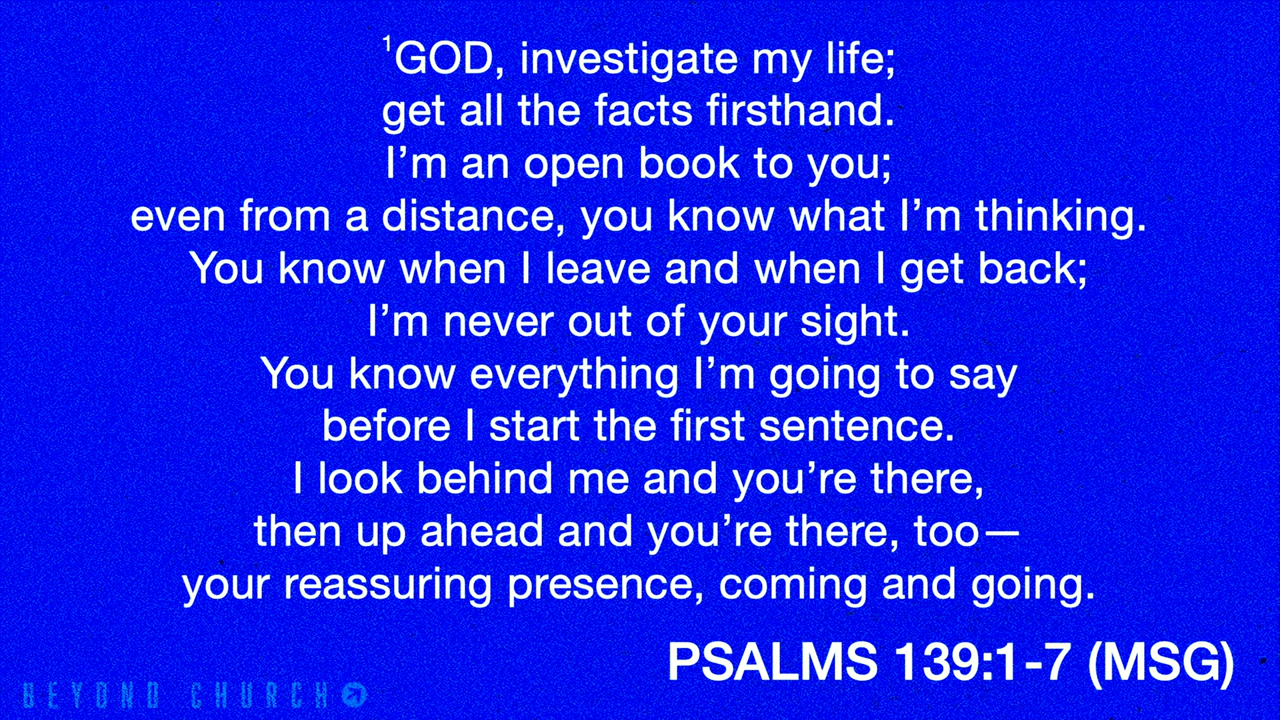 ¹GOD, investigate my life;
get all the facts firsthand.
I’m an open book to you;
even from a distance, you know what I’m thinking.
You know when I leave and when I get back;
I’m never out of your sight.
You know everything I’m going to say
before I start the first sentence.
I look behind me and you’re there,
then up ahead and you’re there, too—
your reassuring presence, coming and going.
PSALMS 139:1-7 (MSG)
BEYOND CHURCH